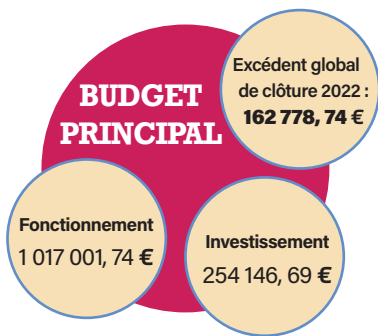 BUDGET
PRINCIPAL
Excédent global
de clôture 2022 :
162 778, 74 €
Fonctionnement
1 017 001, 74 €
Investissement
254 146, 69 €